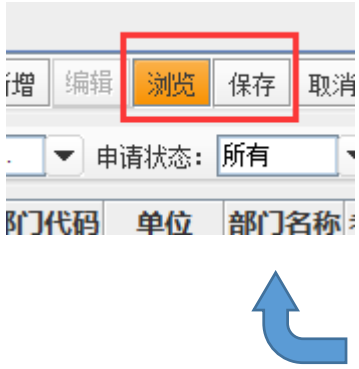 新增 编辑 浏览 保存 取消
申请状态： 所有
部门代码 单位 部门名称